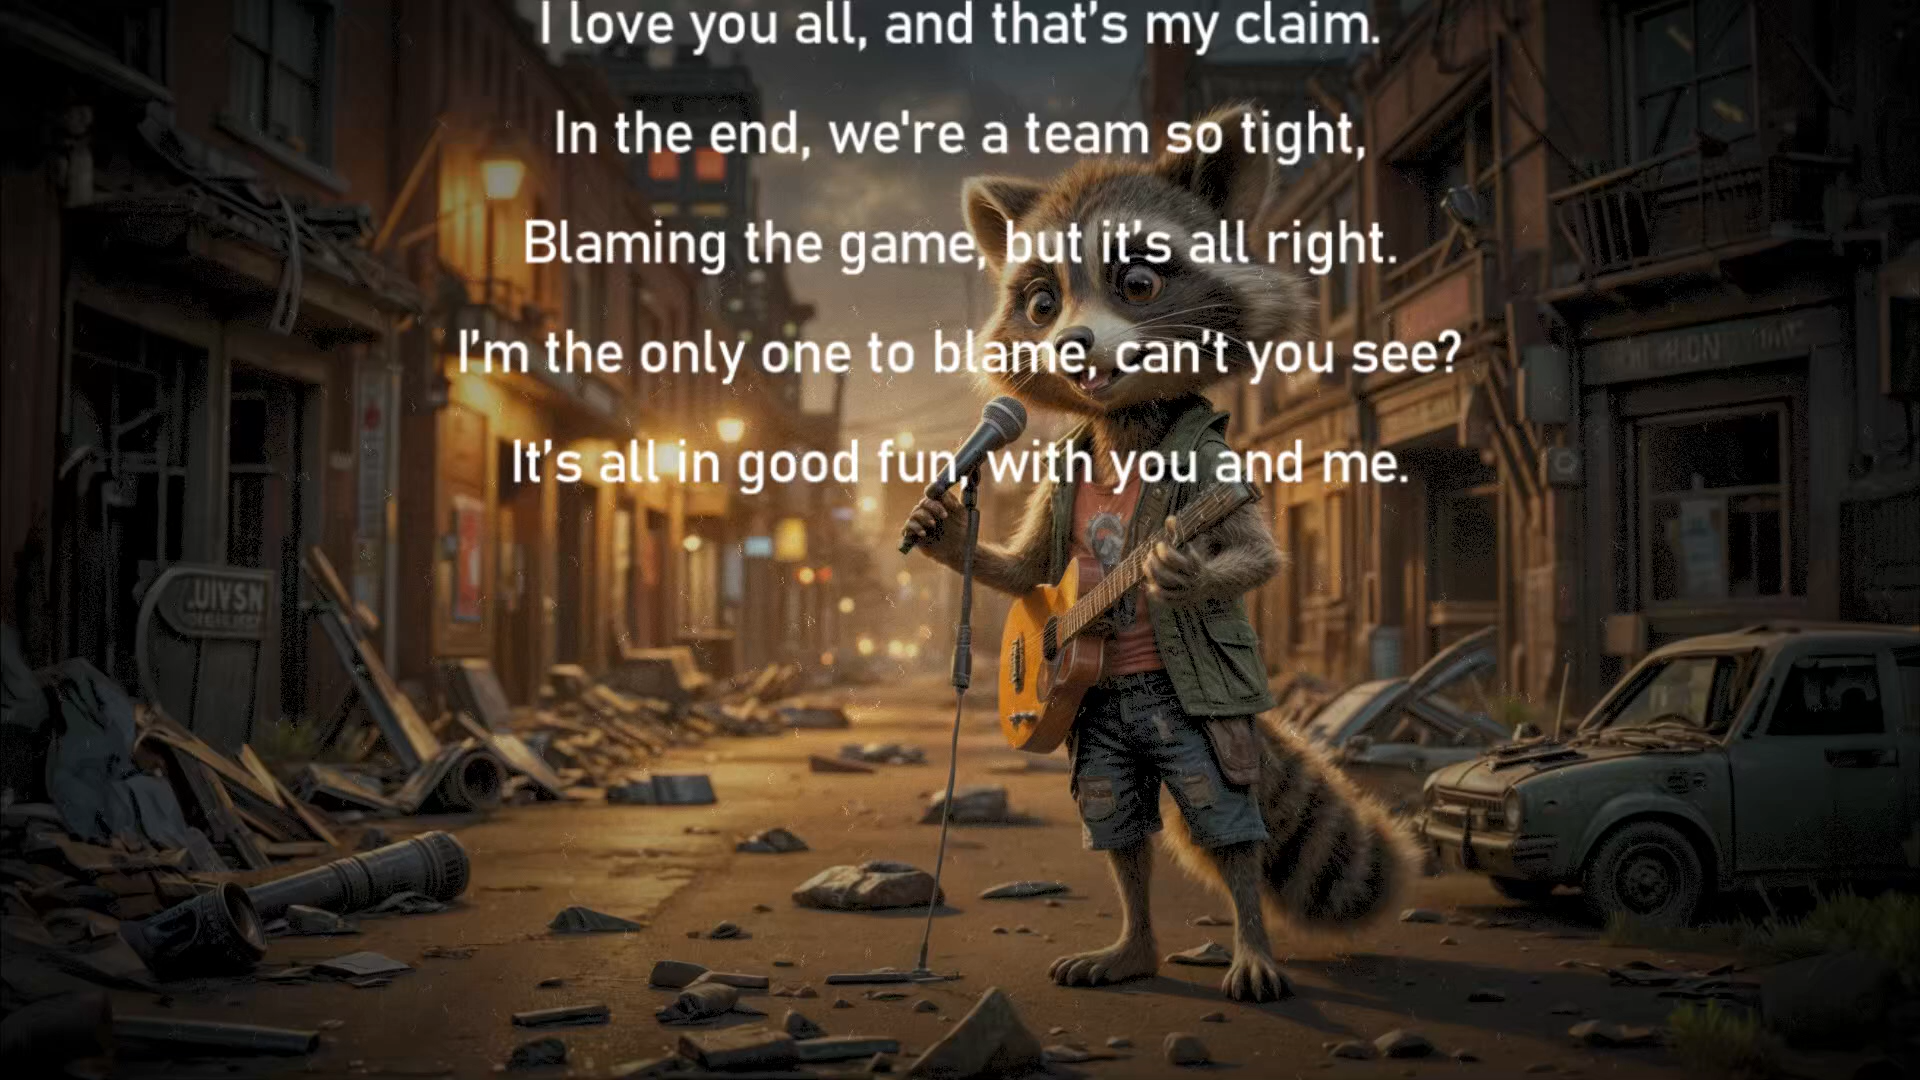 I love you all, and that’s my claim.
In the end, we're a team so tight,
Blaming the game, but it’s all right.
I’m the only one to blame, can’t you see?
It’s all in good fun, with you and me.